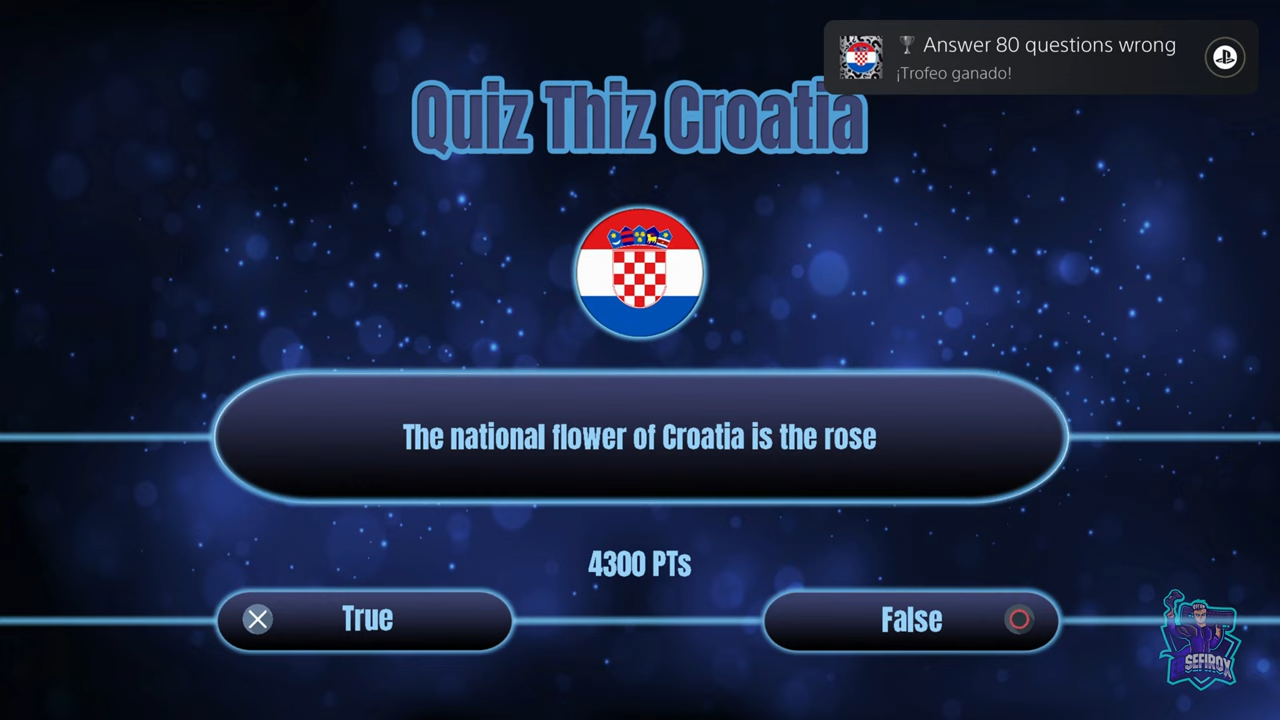 Answer 80 questions wrong
¡Trofeo ganado!
Quiz Thiz Croatia
The national flower of Croatia is the rose
4300 PTs
True
False
SEFIROX